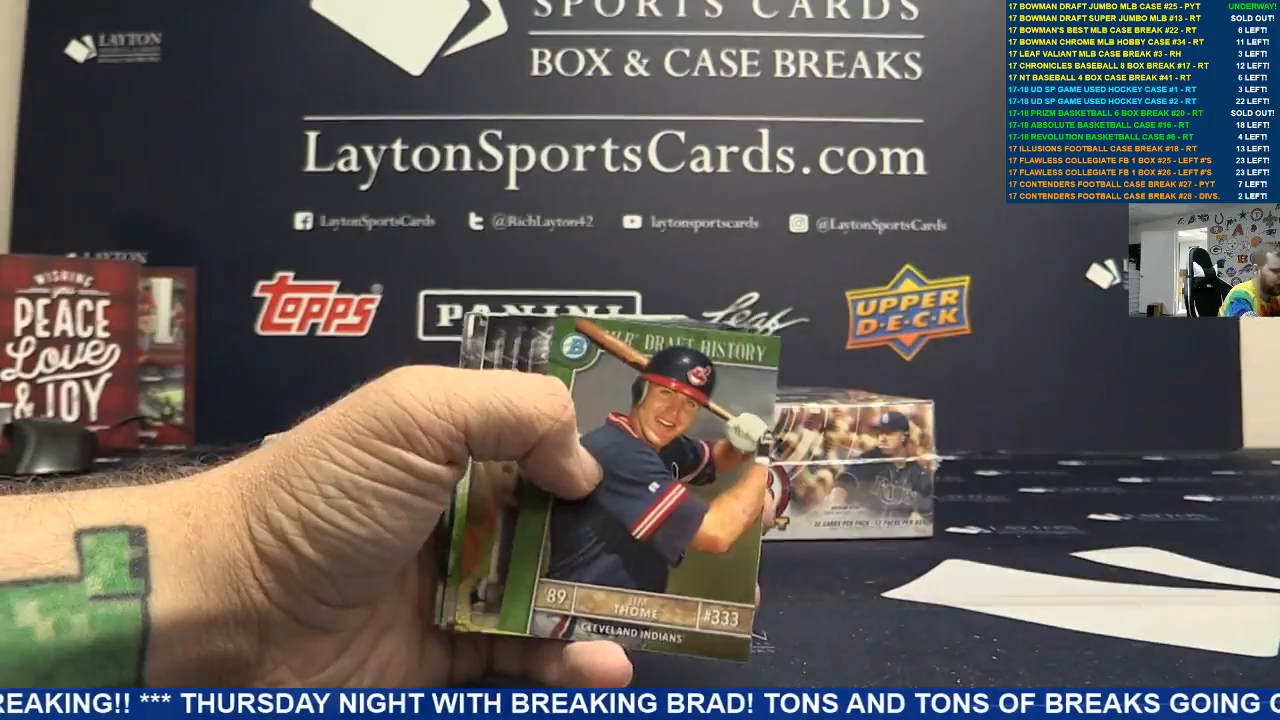 SPORTS CARDS
LAYTON
BOX & CASE BREAKS
LaytonSportsCards.com
LaytonSportsCards
@RichLayton42
laytonsportscards
@LaytonSportsCards
17 BOWMAN DRAFT JUMBO MLB CASE #25 - PYT UNDERWAY!
17 BOWMAN DRAFT SUPER JUMBO MLB #13 - RT SOLD OUT!
17 BOWMAN'S BEST MLB CASE BREAK #22 - RT 6 LEFT!
17 BOWMAN CHROME MLB HOBBY CASE #34 - RT 11 LEFT!
17 LEAF VALIANT MLB CASE BREAK #3 - RH 3 LEFT!
17 CHRONICLES BASEBALL 8 BOX BREAK #17 - RT 12 LEFT!
17 NT BASEBALL 4 BOX CASE BREAK #41 - RT 6 LEFT!
17-18 UD SP GAME USED HOCKEY CASE #1 - RT 3 LEFT!
17-18 UD SP GAME USED HOCKEY CASE #2 - RT 22 LEFT!
17-18 PRIZM BASKETBALL 6 BOX BREAK #20 - RT SOLD OUT!
17-18 ABSOLUTE BASKETBALL CASE #16 - RT 18 LEFT!
17-18 REVOLUTION BASKETBALL CASE #6 - RT 4 LEFT!
17 ILLUSIONS FOOTBALL CASE BREAK #18 - RT 13 LEFT!
17 FLAWLESS COLLEGIATE FB 1 BOX #25 - LEFT #'S 23 LEFT!
17 FLAWLESS COLLEGIATE FB 1 BOX #26 - LEFT #'S 23 LEFT!
17 CONTENDERS FOOTBALL CASE BREAK #27 - PYT 7 LEFT!
17 CONTENDERS FOOTBALL CASE BREAK #28 - DIVS. 2 LEFT!
WISHING
you
PEACE
Love
& JOY
TOPPS
PANINI
Leaf
UPPER
DECK
MLB DRAFT HISTORY
'89
JIM
THOME
#333
CLEVELAND INDIANS
32 CARDS PER PACK - 12 PACKS PER BOX
REAKING!! *** THURSDAY NIGHT WITH BREAKING BRAD! TONS AND TONS OF BREAKS GOING